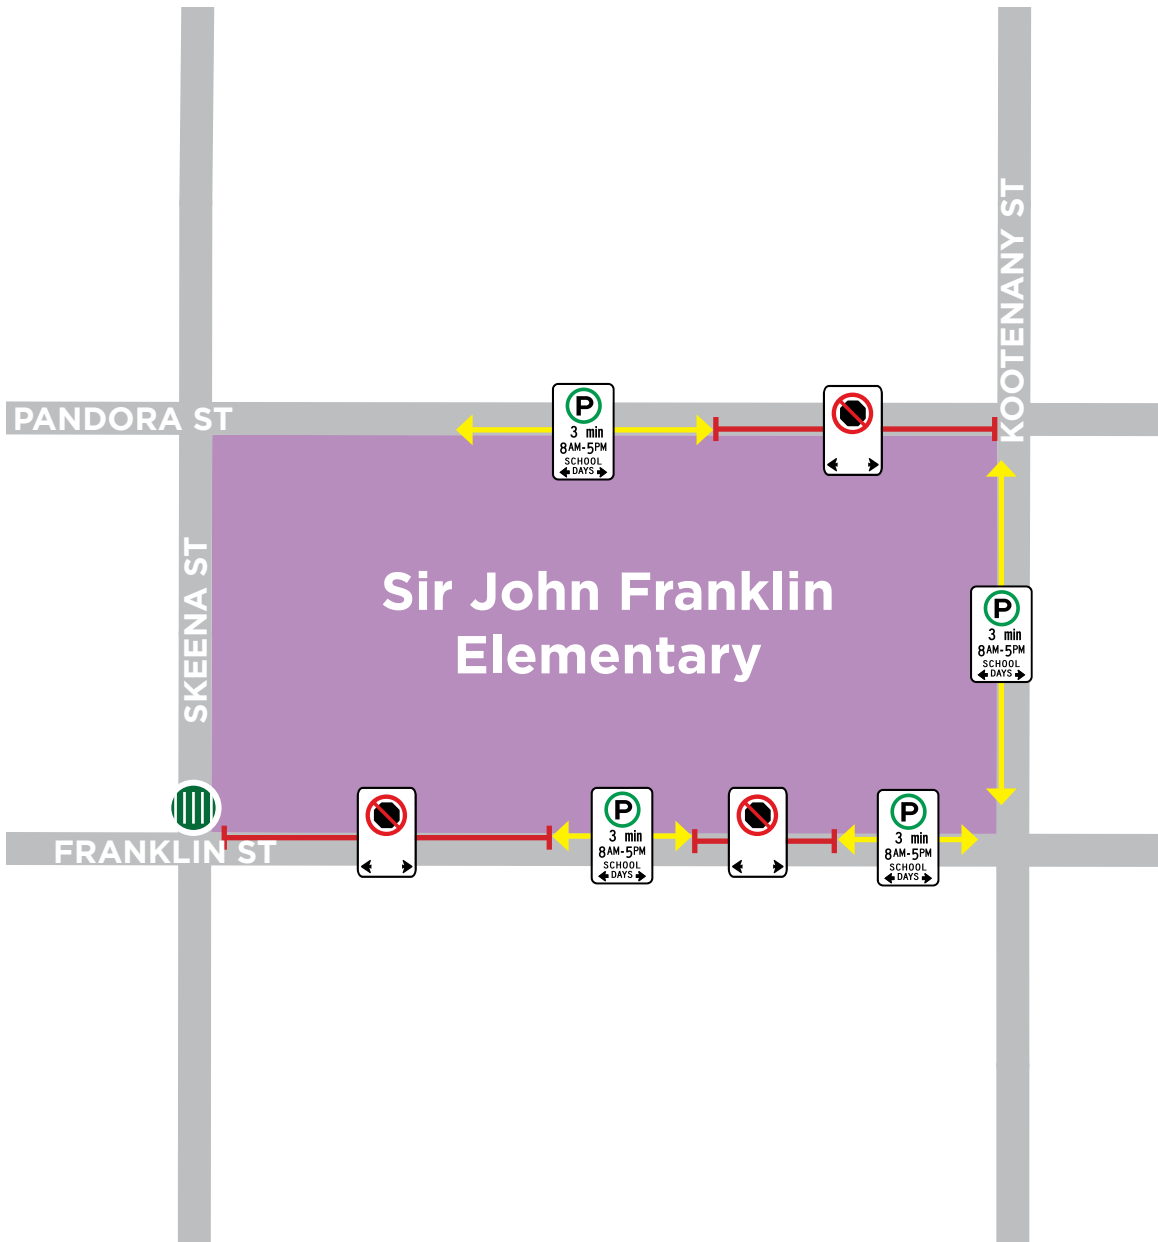 KOOTENANY ST
PANDORA ST
P
3 min
8AM-5PM
SCHOOL
DAYS
Sir John Franklin
Elementary
SKEENA ST
P
3 min
8AM-5PM
SCHOOL
DAYS
FRANKLIN ST
P
3 min
8AM-5PM
SCHOOL
DAYS
P
3 min
8AM-5PM
SCHOOL
DAYS